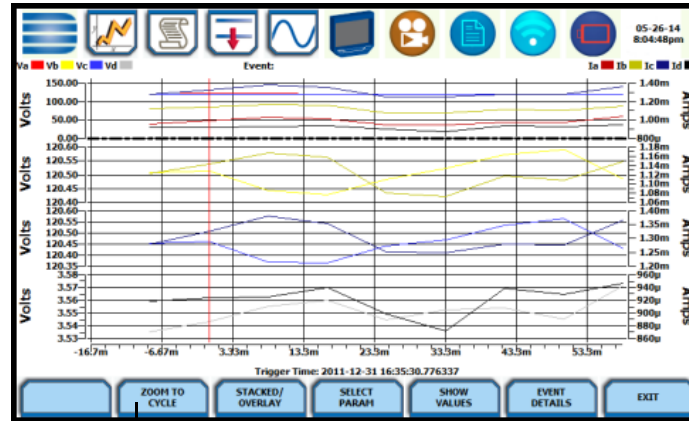 05-26-14
8:04:48pm
Va Vb Vc Vd Event: Ia Ib Ic Id
150.00 1.40m
100.00 1.20m
50.00 1.00m
0.00 800µ
Volts Amps
120.60 1.18m
120.55 1.16m
1.14m
120.50 1.12m
1.10m
120.45 1.08m
120.40 1.06m
Volts Amps
120.60 1.40m
120.55 1.35m
120.50 1.30m
120.45
120.40 1.25m
120.35 1.20m
Volts Amps
3.58 960µ
3.57 940µ
3.56 920µ
900µ
3.55
3.54 880µ
3.53 860µ
Volts Amps
-16.7m -6.67m 3.33m 13.3m 23.3m 33.3m 43.3m 53.3m
Trigger Time: 2011-12-31 16:35:30.776337
ZOOM TO
CYCLE
STACKED/
OVERLAY
SELECT
PARAM
SHOW
VALUES
EVENT
DETAILS
EXIT